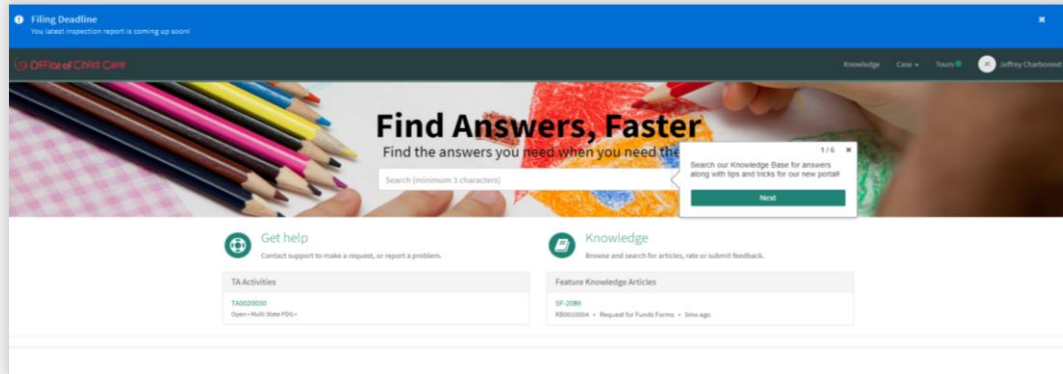 Filing Deadline
You latest inspection report is coming up soon!
Office of Child Care
Knowledge Case Tours Jeffrey Charbonnet
Find Answers, Faster
Find the answers you need when you need the
Search (minimum 3 characters)
1 / 6
Search our Knowledge Base for answers
along with tips and tricks for our new portal!
Next
Get help
Contact support to make a request, or report a problem.
Knowledge
Browse and search for articles, rate or submit feedback.
TA Activities
TA0020030
Open • Multi State PDG •
Feature Knowledge Articles
SF-2086
KB0010004 • Request for Funds Forms • 3mo ago